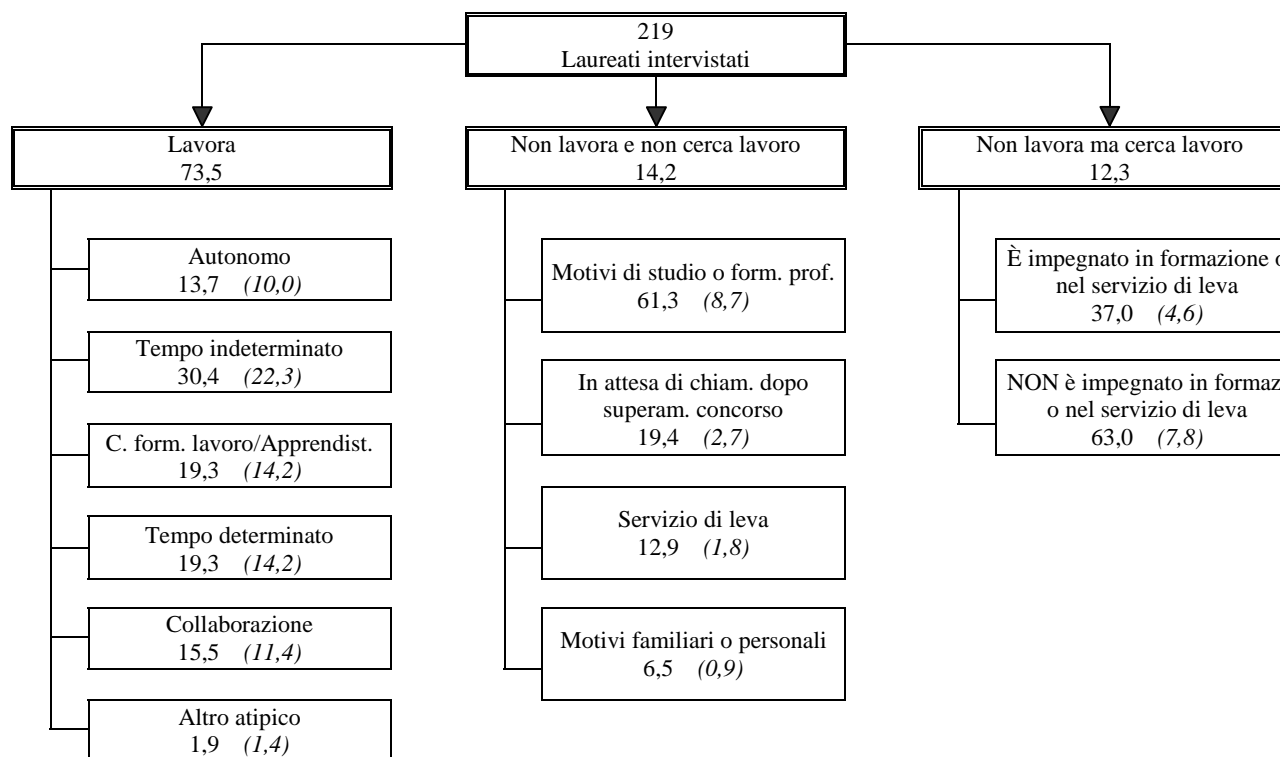 219
Laureati intervistati
Lavora
73,5
Autonomo
13,7 (10,0)
Tempo indeterminato
30,4 (22,3)
C. form. lavoro/Apprendist.
19,3 (14,2)
Tempo determinato
19,3 (14,2)
Collaborazione
15,5 (11,4)
Altro atipico
1,9 (1,4)
Non lavora e non cerca lavoro
14,2
Motivi di studio o form. prof.
61,3 (8,7)
In attesa di chiam. dopo
superam. concorso
19,4 (2,7)
Servizio di leva
12,9 (1,8)
Motivi familiari o personali
6,5 (0,9)
Non lavora ma cerca lavoro
12,3
È impegnato in formazione o
nel servizio di leva
37,0 (4,6)
NON è impegnato in
o nel servizio di leva
63,0 (7,8)